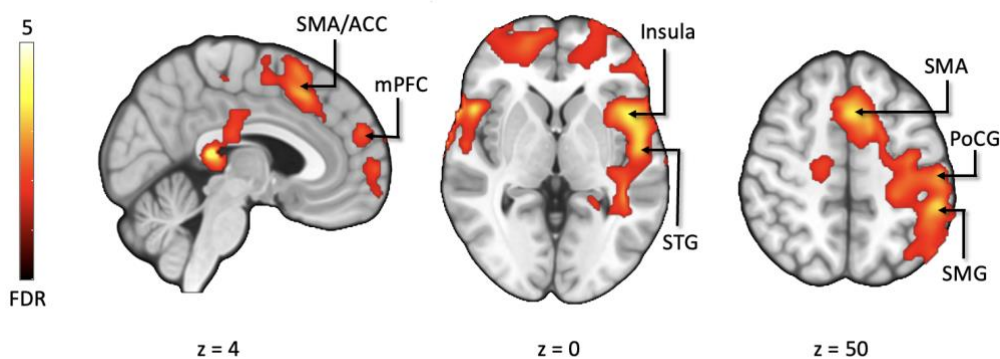 5
FDR
SMA/ACC
mPFC
z = 4
Insula
STG
z = 0
SMA
PoCG
SMG
z = 50